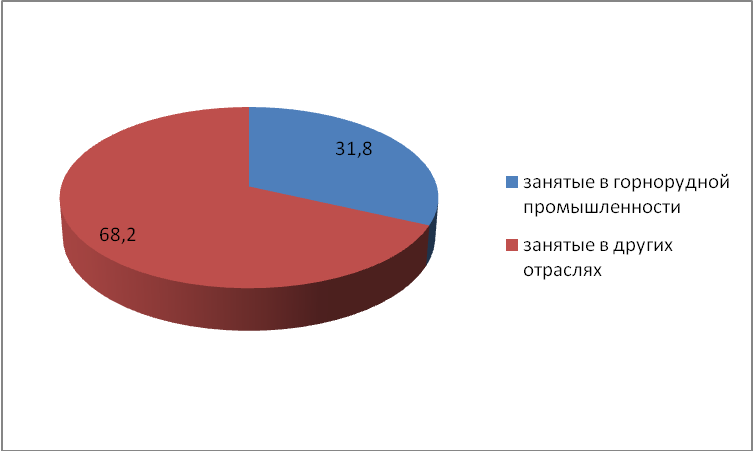 31,8
68,2
занятые в горнорудной
промышленности
занятые в других
отраслях